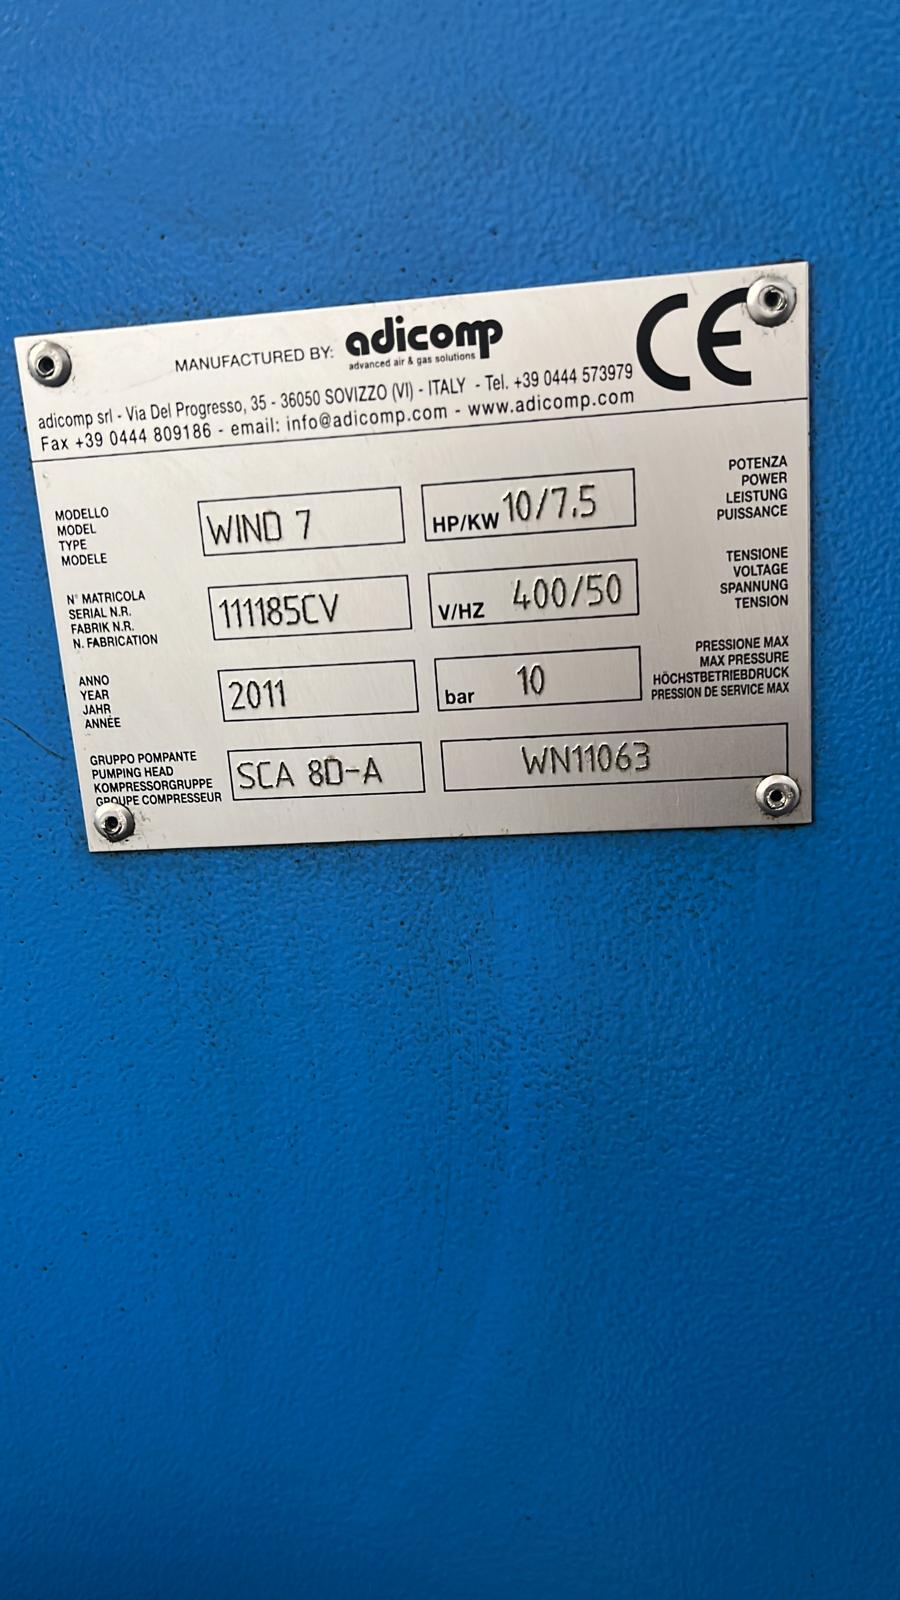 MANUFACTURED BY: adicomp
advanced air & gas solutions
CE
adicomp srl - Via Del Progresso, 35 - 36050 SOVIZZO (VI) - ITALY - Tel. +39 0444 573979
Fax +39 0444 809186 - email: info@adicomp.com - www.adicomp.com
MODELLO
MODEL
TYPE
MODELE
WIND 7
HP/KW 10/7.5
POTENZA
POWER
LEISTUNG
PUISSANCE
N° MATRICOLA
SERIAL N.R.
FABRIK N.R.
N. FABRICATION
111185CV
V/HZ 400/50
TENSIONE
VOLTAGE
SPANNUNG
TENSION
ANNO
YEAR
JAHR
ANNÉE
2011
bar 10
PRESSIONE MAX
MAX PRESSURE
HÖCHSTBETRIEBDRUCK
PRESSION DE SERVICE MAX
GRUPPO POMPANTE
PUMPING HEAD
KOMPRESSORGRUPPE
GROUPE COMPRESSEUR
SCA 8D-A
WN11063